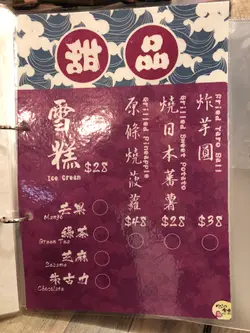 甜品
炸芋圓
Fried Taro Ball
$38
燒日本蕃薯
Grilled Sweet Potato
$28
原條燒菠蘿
Grilled Pineapple
$48
雪糕
Ice Cream
$28
芒果
Mango
綠茶
Green Tea
芝麻
Sesame
朱古力
Chocolate